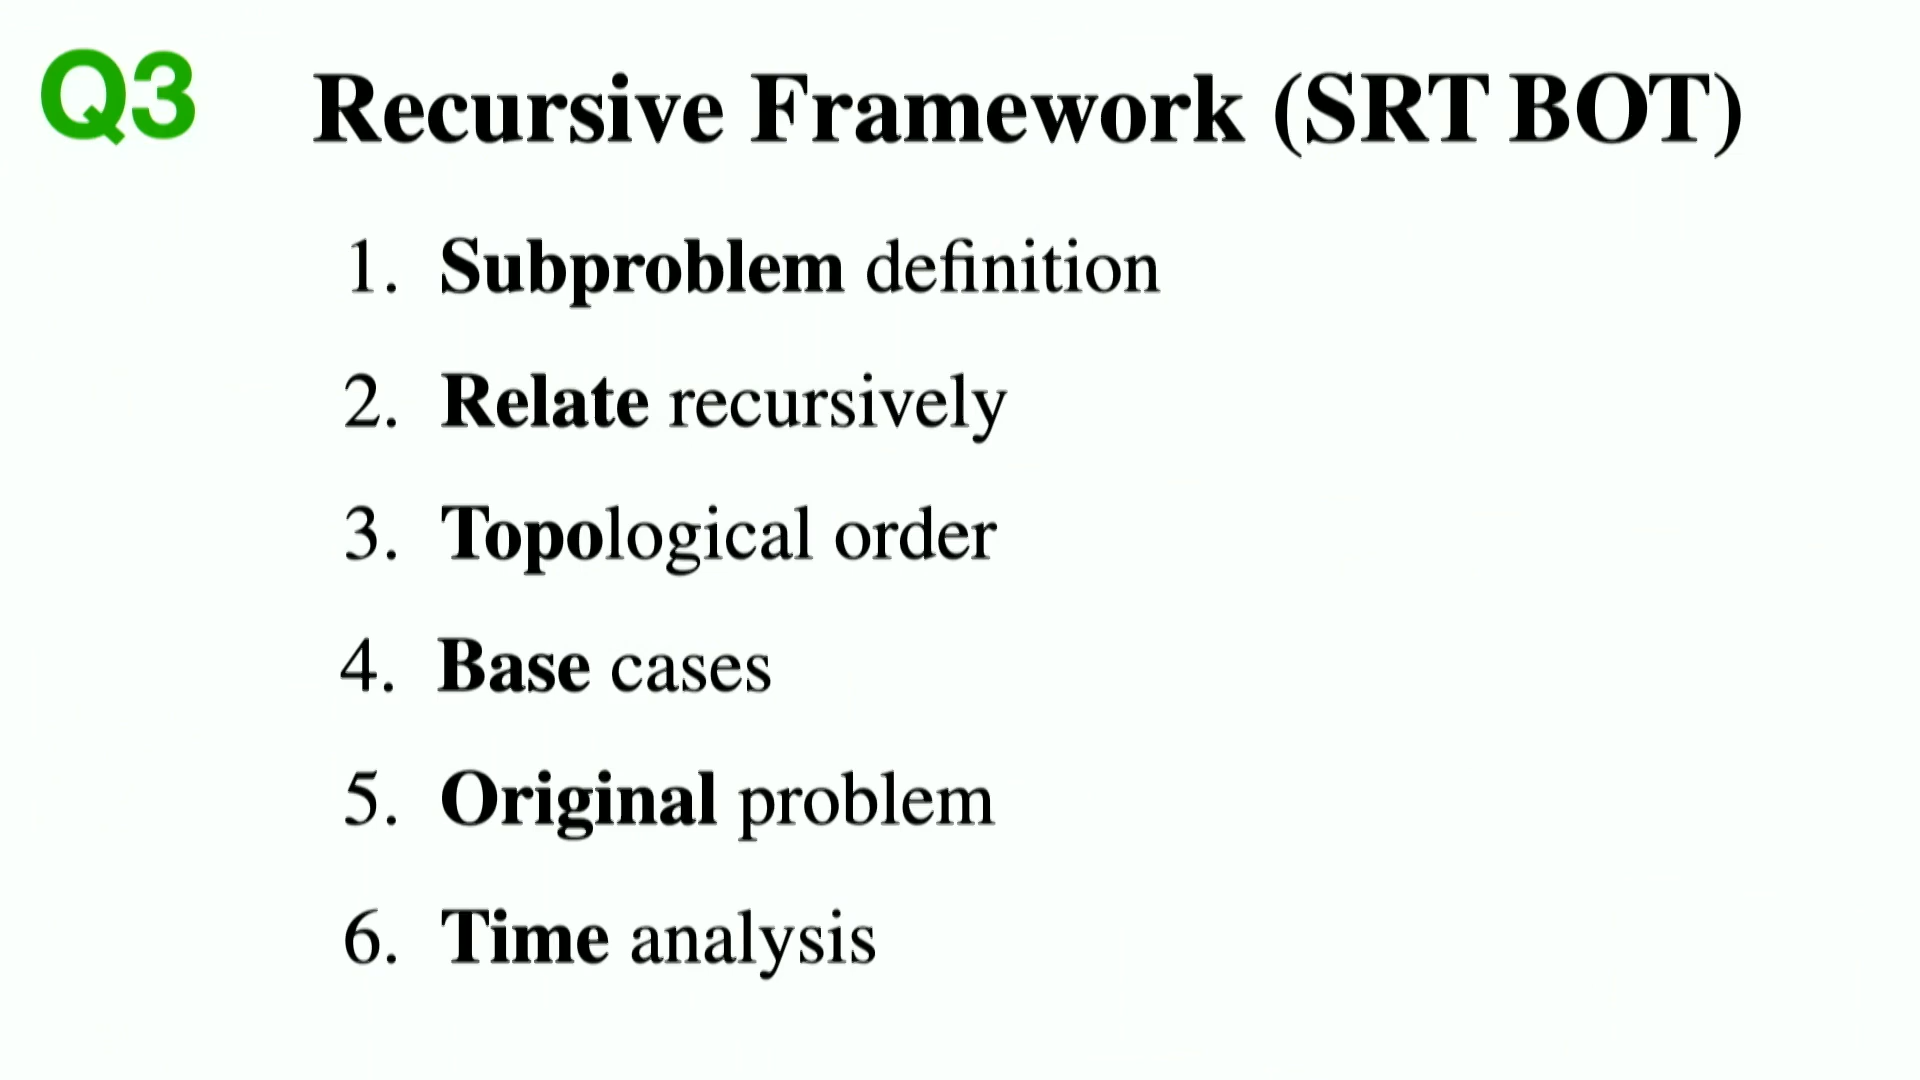 Q3
Recursive Framework (SRT BOT)
1. Subproblem definition
2. Relate recursively
3. Topological order
4. Base cases
5. Original problem
6. Time analysis